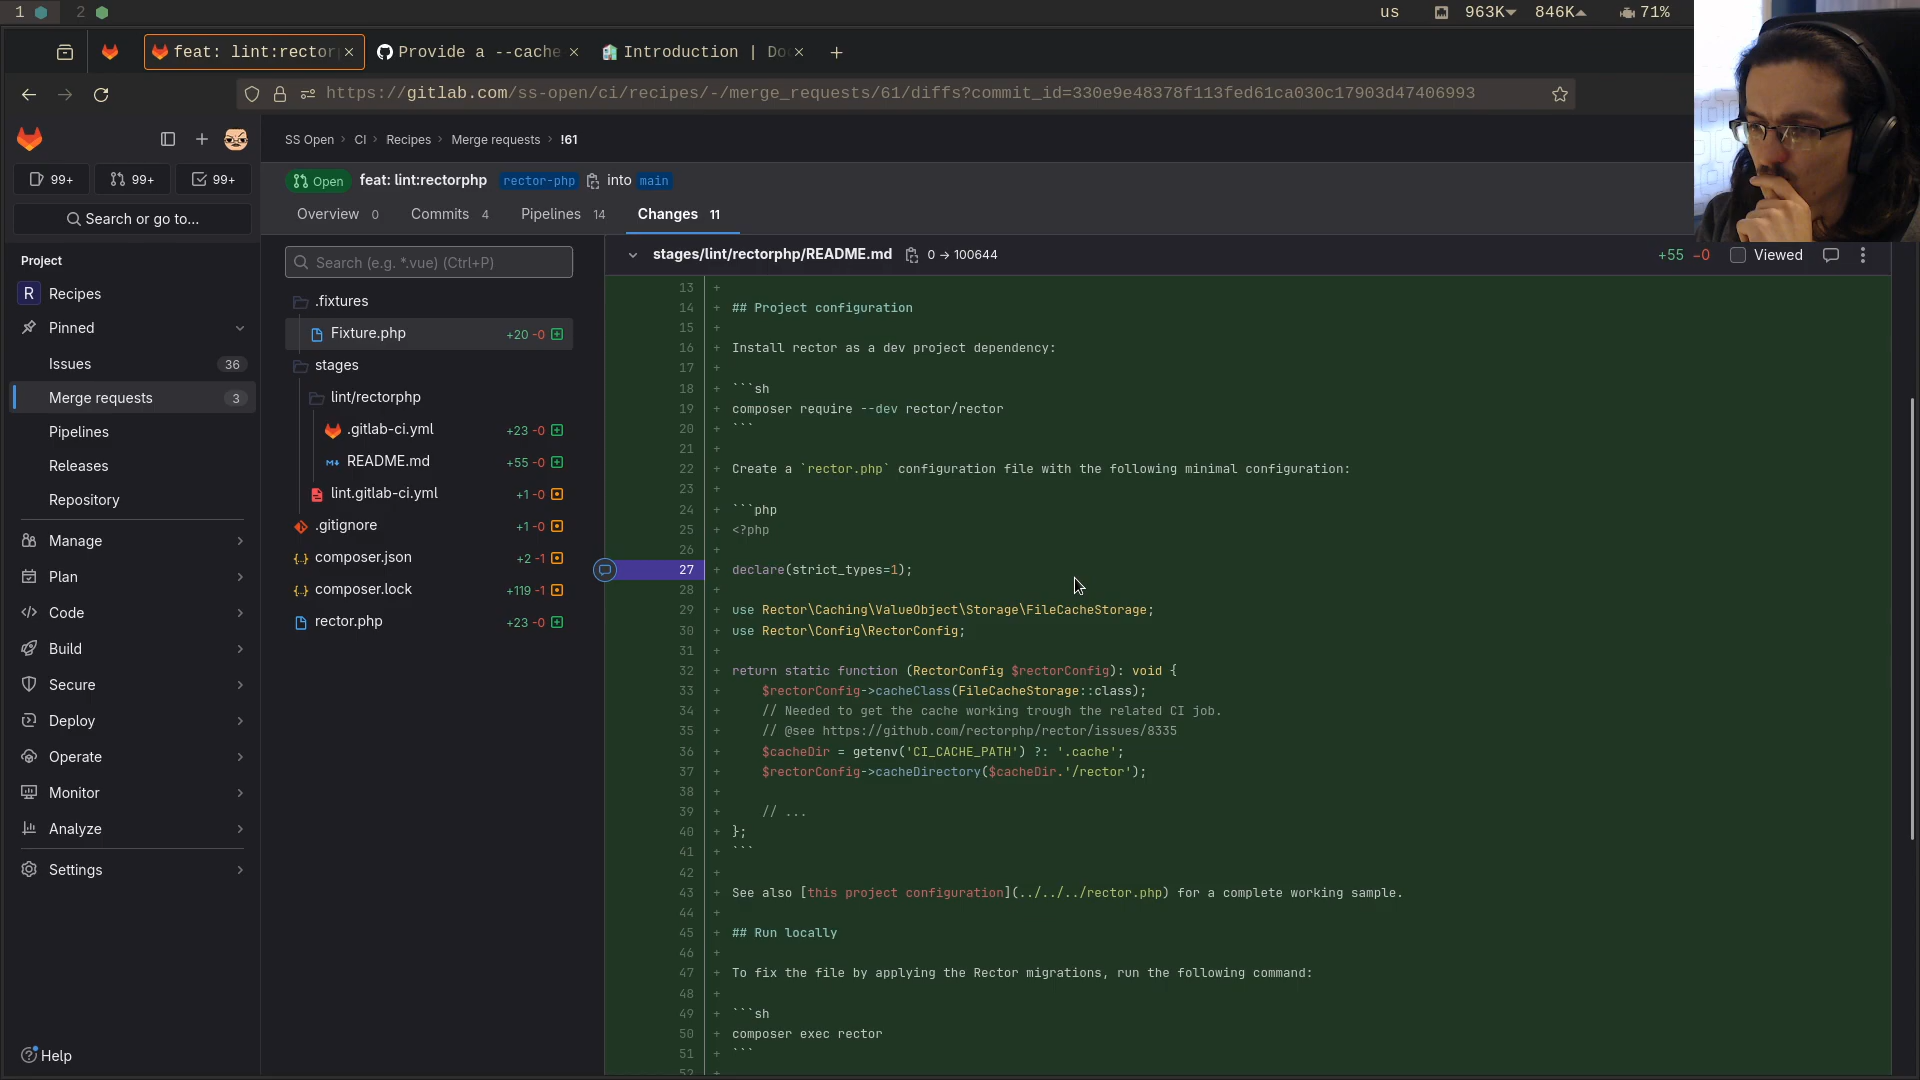 1
2
us
963K
846K
71%
feat: lint:rector
Provide a --cache
Introduction | Do
https://gitlab.com/ss-open/ci/recipes/-/merge_requests/61/diffs?commit_id=330e9e48378f113fed61ca030c17903d47406993
99+
99+
99+
Search or go to...
SS Open › CI › Recipes › Merge requests › !61
Open feat: lint:rectorphp rector-php into main
Overview 0
Commits 4
Pipelines 14
Changes 11
Project
R Recipes
Pinned
Issues 36
Merge requests 3
Pipelines
Releases
Repository
Manage
Plan
Code
Build
Secure
Deploy
Operate
Monitor
Analyze
Settings
Help
Search (e.g. *.vue) (Ctrl+P)
.fixtures
Fixture.php +20 -0
stages
lint/rectorphp
.gitlab-ci.yml +23 -0
README.md +55 -0
lint.gitlab-ci.yml +1 -0
.gitignore +1 -0
composer.json +2 -1
composer.lock +119 -1
rector.php +23 -0
stages/lint/rectorphp/README.md 0 → 100644 +55 −0 Viewed
13 +
14 + ## Project configuration
15 +
16 + Install rector as a dev project dependency:
17 +
18 + ```sh
19 + composer require --dev rector/rector
20 + ```
21 +
22 + Create a `rector.php` configuration file with the following minimal configuration:
23 +
24 + ```php
25 + <?php
26 +
27 + declare(strict_types=1);
28 +
29 + use Rector\Caching\ValueObject\Storage\FileCacheStorage;
30 + use Rector\Config\RectorConfig;
31 +
32 + return static function (RectorConfig $rectorConfig): void {
33 + $rectorConfig->cacheClass(FileCacheStorage::class);
34 + // Needed to get the cache working trough the related CI job.
35 + // @see https://github.com/rectorphp/rector/issues/8335
36 + $cacheDir = getenv('CI_CACHE_PATH') ?: '.cache';
37 + $rectorConfig->cacheDirectory($cacheDir.'/rector');
38 +
39 + // ...
40 + };
41 + ```
42 +
43 + See also [this project configuration](../../../rector.php) for a complete working sample.
44 +
45 + ## Run locally
46 +
47 + To fix the file by applying the Rector migrations, run the following command:
48 +
49 + ```sh
50 + composer exec rector
51 + ```
52 +